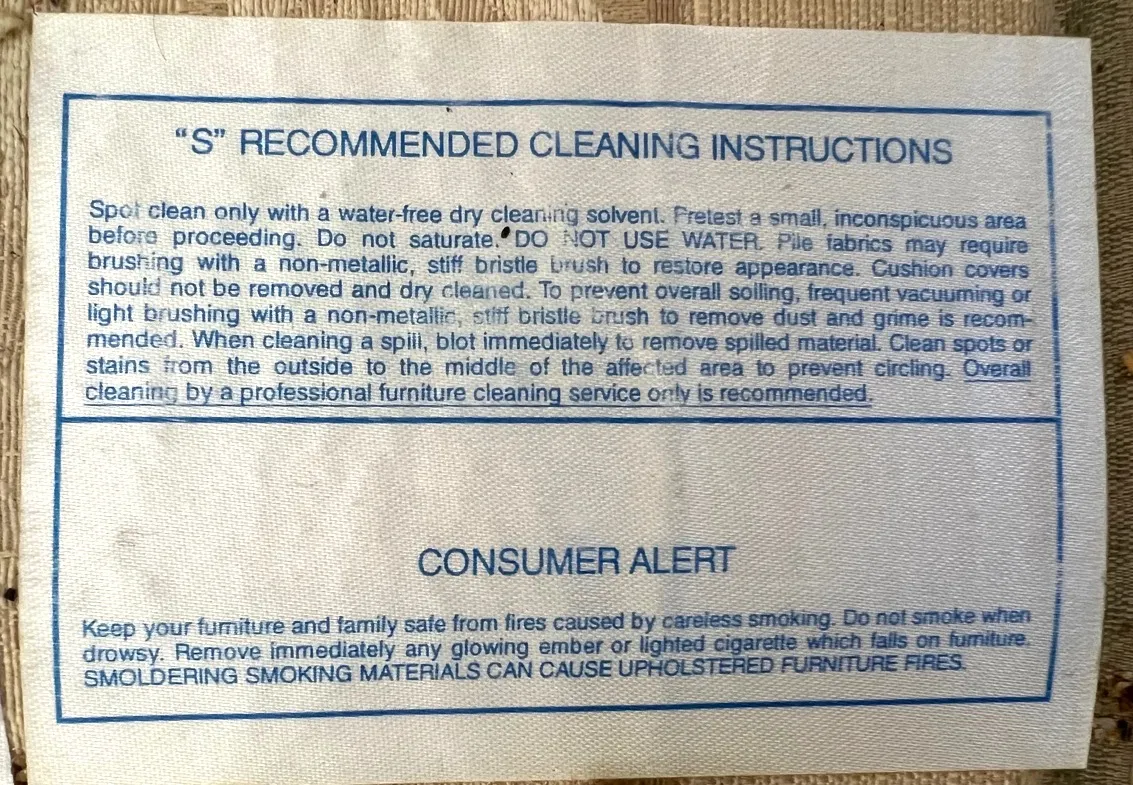 “S” RECOMMENDED CLEANING INSTRUCTIONS
Spot clean only with a water-free dry cleaning solvent. Pretest a small, inconspicuous area
before proceeding. Do not saturate. DO NOT USE WATER. Pile fabrics may require
brushing with a non-metallic, stiff bristle brush to restore appearance. Cushion covers
should not be removed and dry cleaned. To prevent overall soiling, frequent vacuuming or
light brushing with a non-metallic, stiff bristle brush to remove dust and grime is recom-
mended. When cleaning a spill, blot immediately to remove spilled material. Clean spots or
stains from the outside to the middle of the affected area to prevent circling. Overall
cleaning by a professional furniture cleaning service only is recommended.
CONSUMER ALERT
Keep your furniture and family safe from fires caused by careless smoking. Do not smoke when
drowsy. Remove immediately any glowing ember or lighted cigarette which falls on furniture.
SMOLDERING SMOKING MATERIALS CAN CAUSE UPHOLSTERED FURNITURE FIRES.